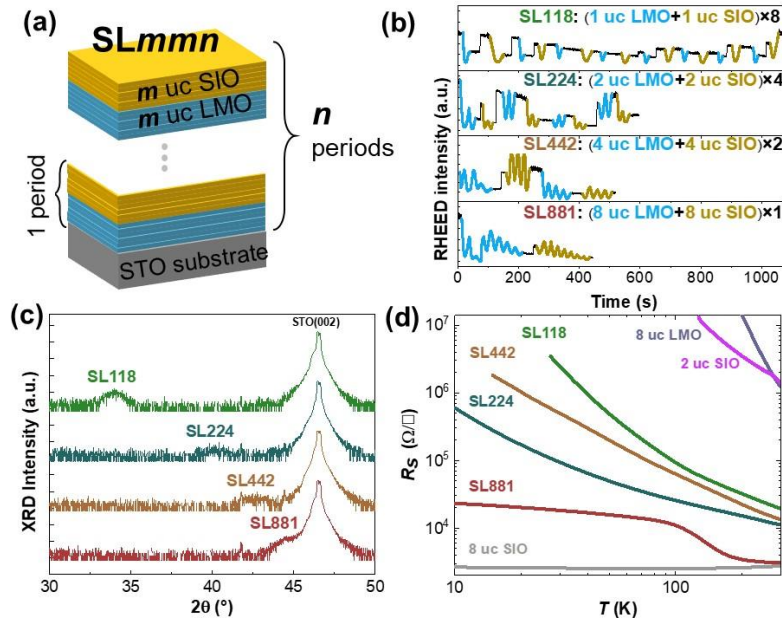 (a)
SLmmn
m uc SIO
m uc LMO
n
periods
1 period
STO substrate
(b)
SL118: (1 uc LMO+1 uc SIO)×8
SL224: (2 uc LMO+2 uc SIO)×4
SL442: (4 uc LMO+4 uc SIO)×2
SL881: (8 uc LMO+8 uc SIO)×1
RHEED intensity (a.u.)
0 200 400 600 800 1000
Time (s)
(c)
STO(002)
SL118
SL224
SL442
SL881
XRD Intensity (a.u.)
30 35 40 45 50
2θ (°)
(d)
10⁷
10⁶
10⁵
10⁴
Rs (Ω/□)
SL118
8 uc LMO
SL442
2 uc SIO
SL224
SL881
8 uc SIO
10 100
T (K)